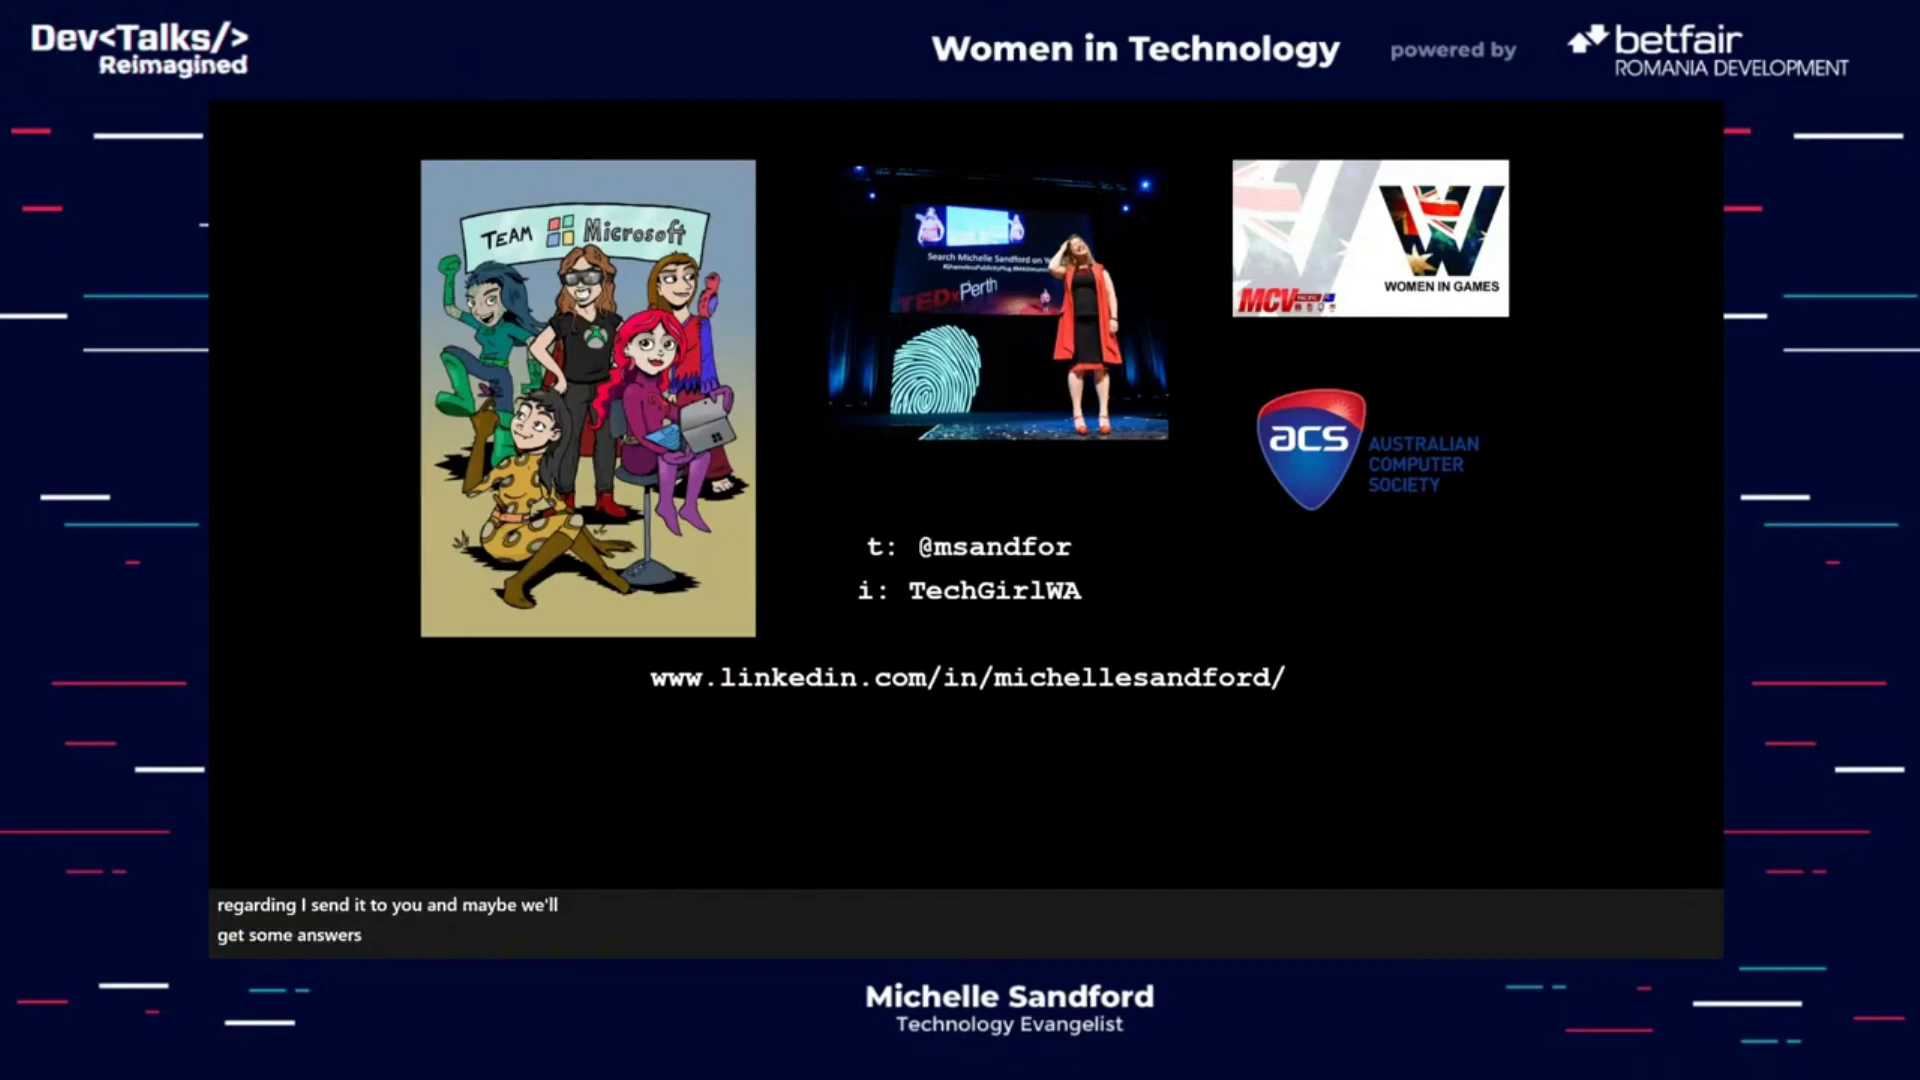 Dev<Talks/>
Reimagined
Women in Technology
powered by
betfair
ROMANIA DEVELOPMENT
TEAM Microsoft
Search Michelle Sandford on
TEDxPerth
WOMEN IN GAMES
MCV PACIFIC
acs AUSTRALIAN
COMPUTER
SOCIETY
t: @msandfor
i: TechGirlWA
www.linkedin.com/in/michellesandford/
regarding I send it to you and maybe we'll
get some answers
Michelle Sandford
Technology Evangelist